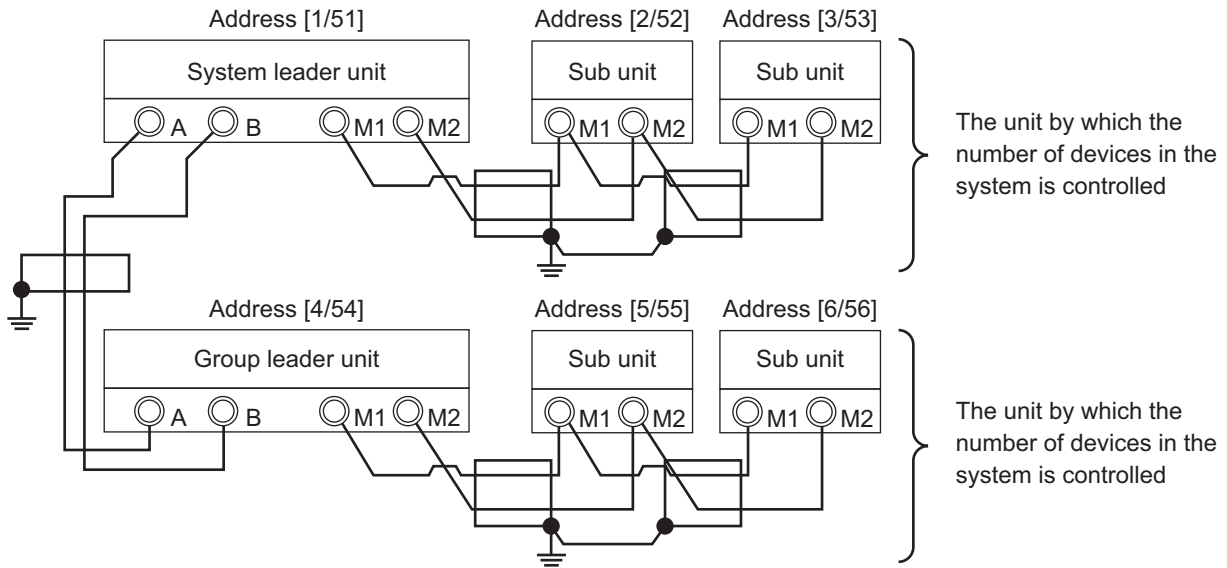 Address [1/51] Address [2/52] Address [3/53]
System leader unit Sub unit Sub unit
A B M1 M2 M1 M2 M1 M2
The unit by which the
number of devices in the
system is controlled
Address [4/54] Address [5/55] Address [6/56]
Group leader unit Sub unit Sub unit
A B M1 M2 M1 M2 M1 M2
The unit by which the
number of devices in the
system is controlled